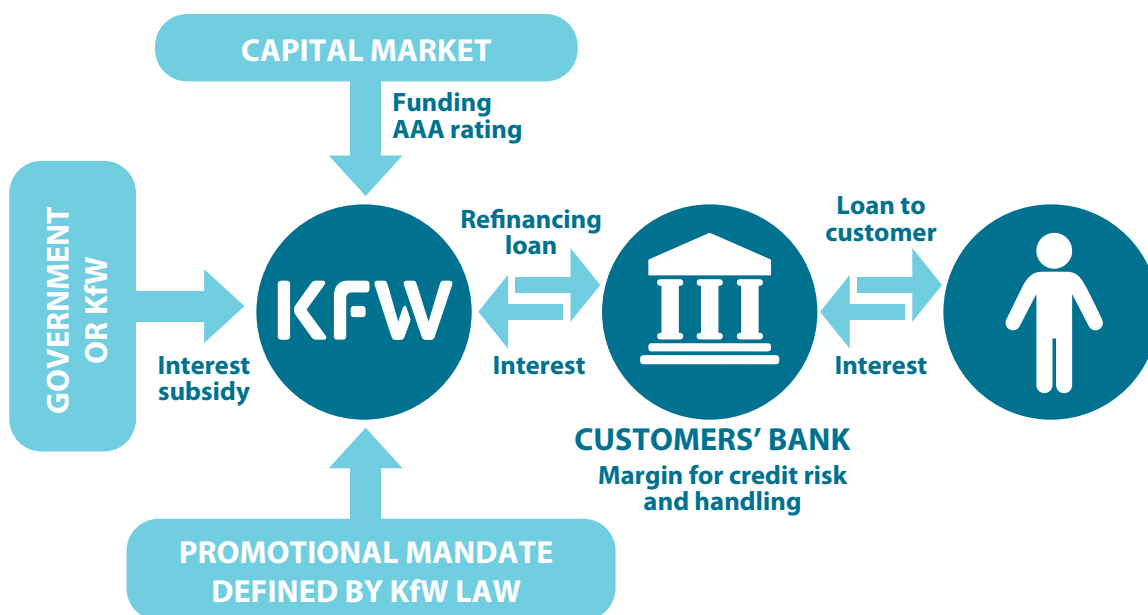 CAPITAL MARKET
Funding
AAA rating
GOVERNMENT
OR KfW
Interest
subsidy
KFW
Refinancing
loan
Interest
Loan to
customer
Interest
CUSTOMERS’ BANK
Margin for credit risk
and handling
PROMOTIONAL MANDATE
DEFINED BY KfW LAW